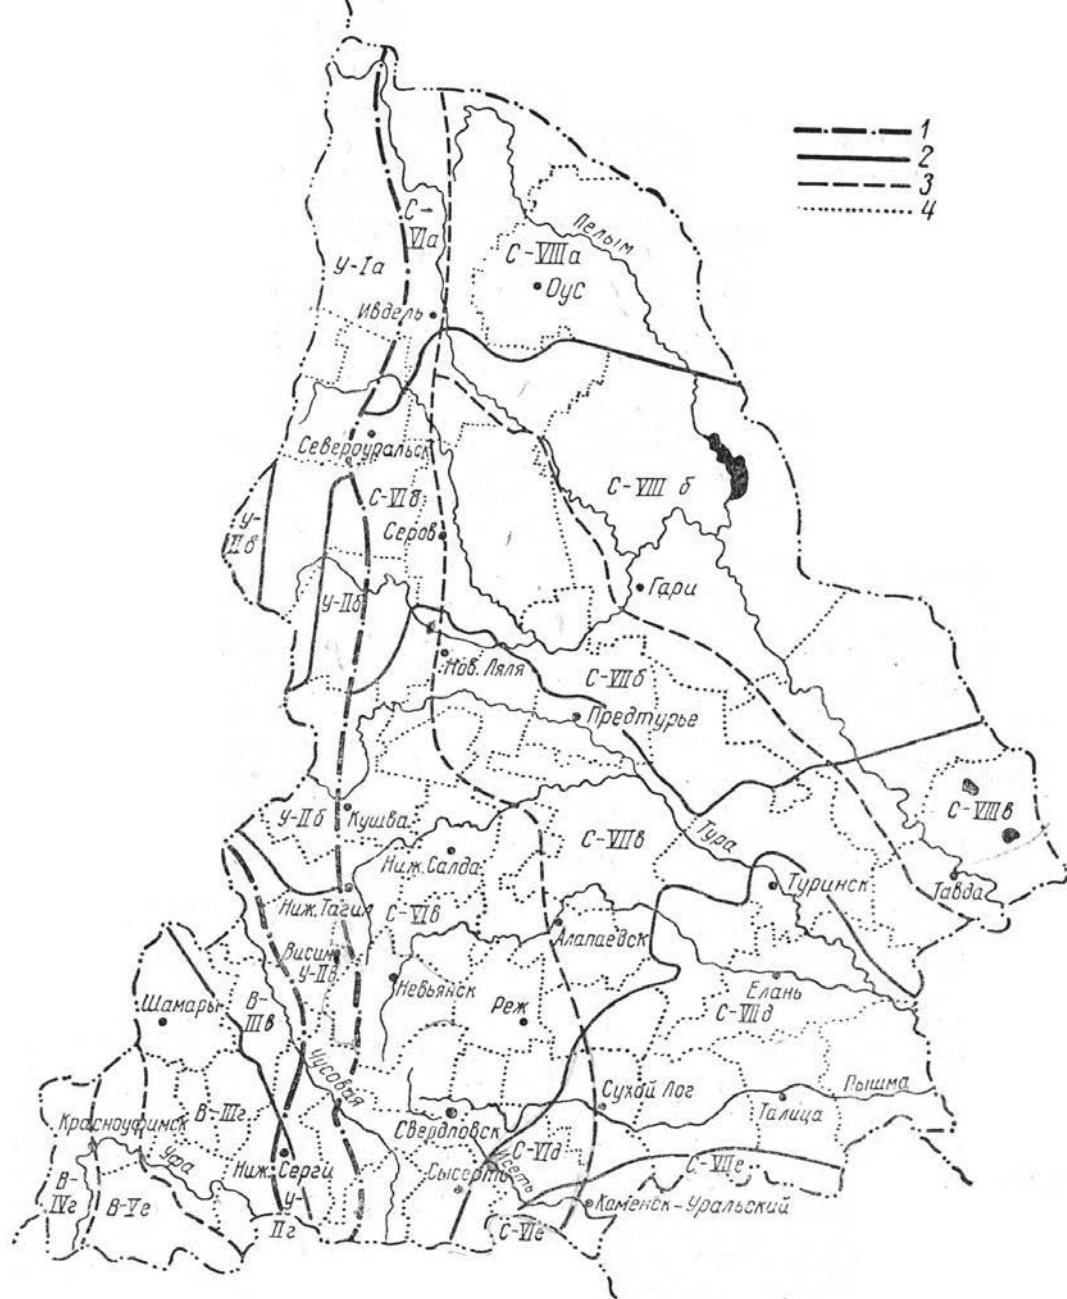 1
2
3
4
С-
VIа
Пелым
С-VIIIа
У-Iа
Оус
Ивдель
Североуральск
С-VIб
С-VIII б
У-
IIв
Серов
Гари
У-IIб
Нов. Ляля
С-VIIб
Предтурье
У-IIб
Кушва
С-VIIв
Тура
С-VIIIв
Ниж. Салда
Туринск
Тавда
Ниж. Тагил
С-VIв
Алапаевск
Висим
У-IIв
Невьянск
Елань
С-VIIд
Шамары
В-
IIIв
Реж
Чусовая
Сухой Лог
Пышма
Талица
Красноуфимск
В-IIIг
Свердловск
Уфа
Ниж. Серги
С-VIд
С-VIIе
Исеть
Сысерть
В-
IVг
В-Vе
У-
IIг
Каменск-Уральский
С-VIе